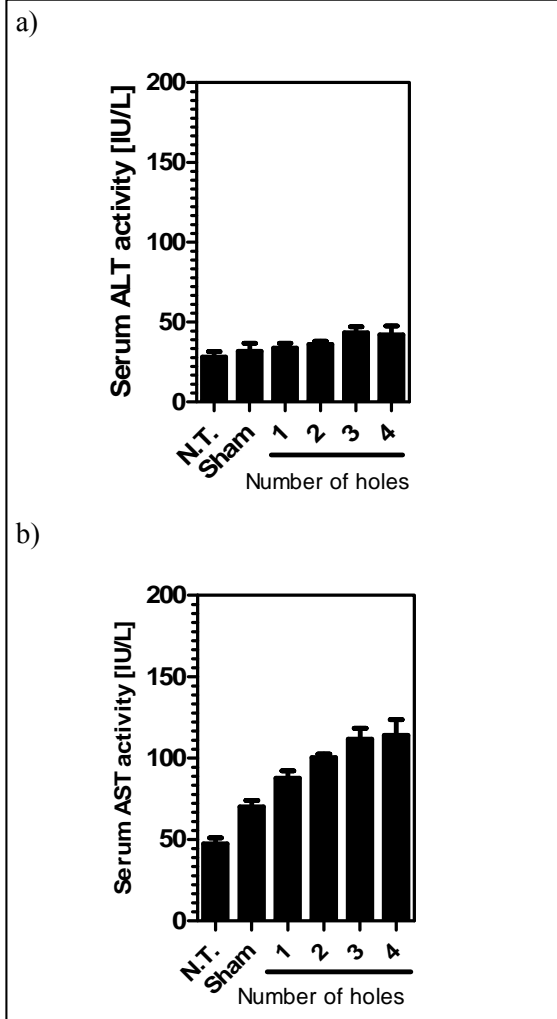 a)
Serum ALT activity [IU/L]
200
150
100
50
0
N.T.
Sham
1
2
3
4
Number of holes
b)
Serum AST activity [IU/L]
200
150
100
50
0
N.T.
Sham
1
2
3
4
Number of holes